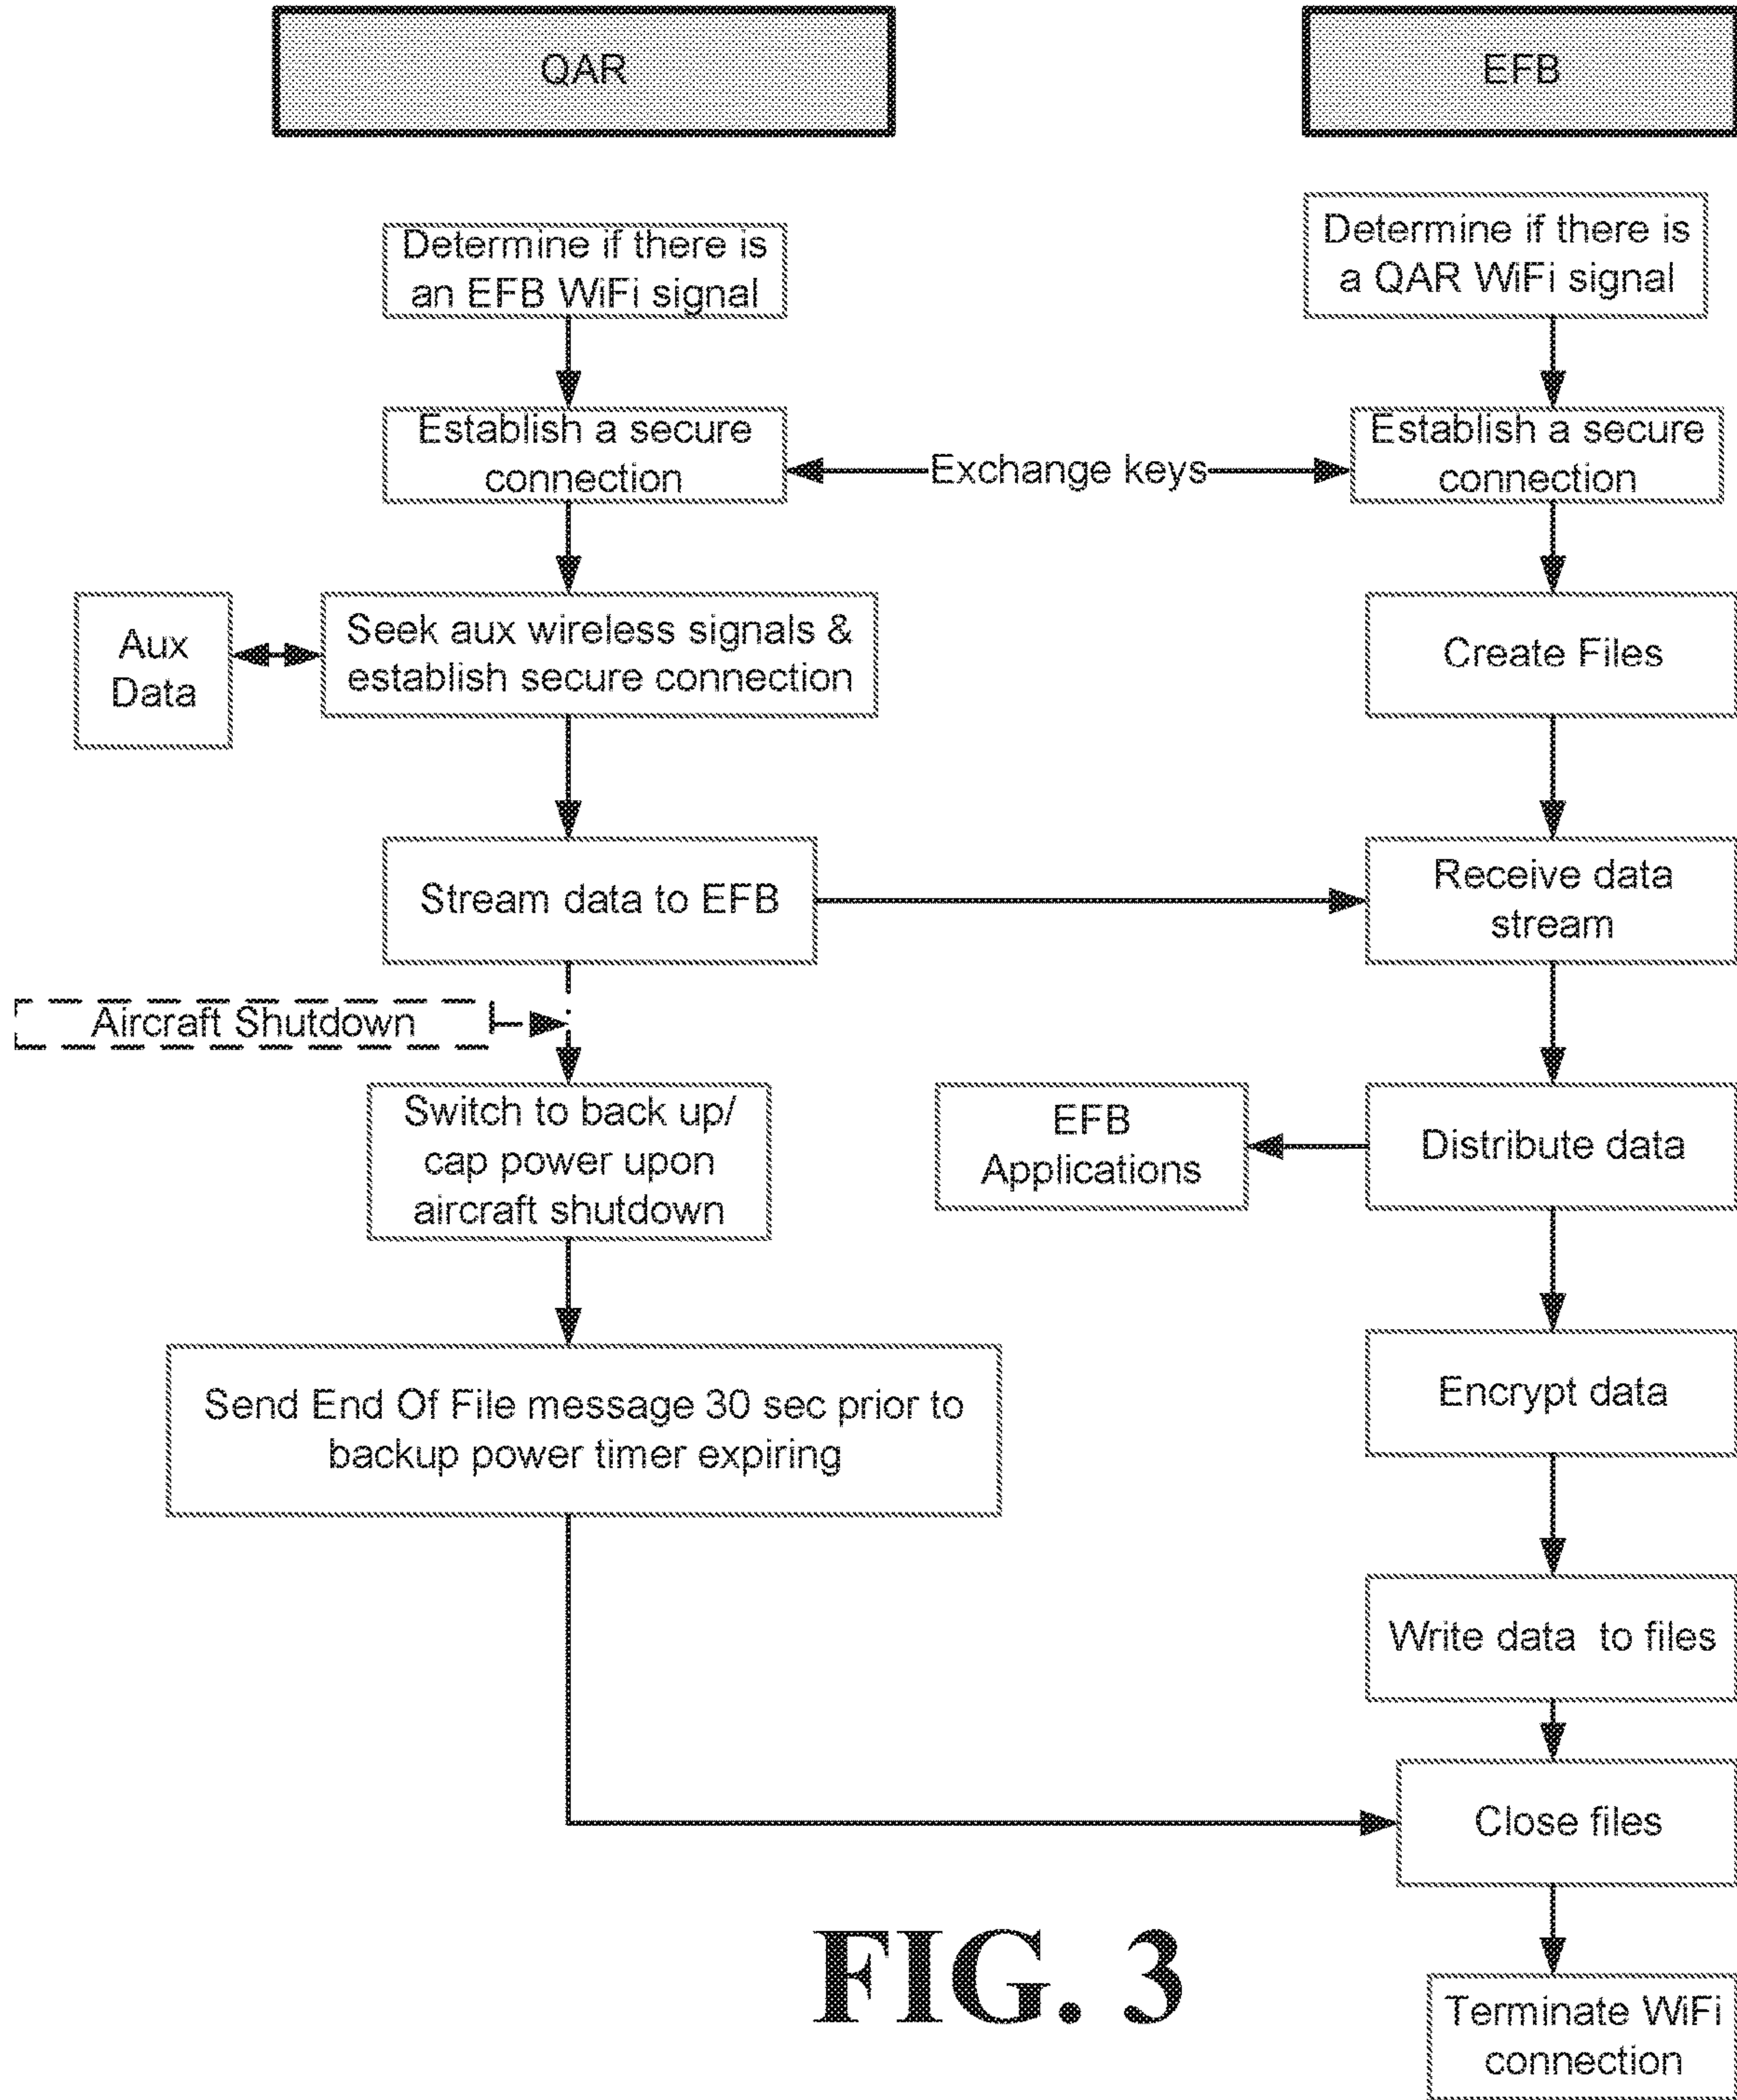 QAR
EFB
Determine if there is
an EFB WiFi signal
Determine if there is
a QAR WiFi signal
Establish a secure
connection
Exchange keys
Establish a secure
connection
Aux
Data
Seek aux wireless signals &
establish secure connection
Create Files
Stream data to EFB
Receive data
stream
Aircraft Shutdown
Switch to back up/
cap power upon
aircraft shutdown
EFB
Applications
Distribute data
Send End Of File message 30 sec prior to
backup power timer expiring
Encrypt data
Write data to files
Close files
FIG. 3
Terminate WiFi
connection